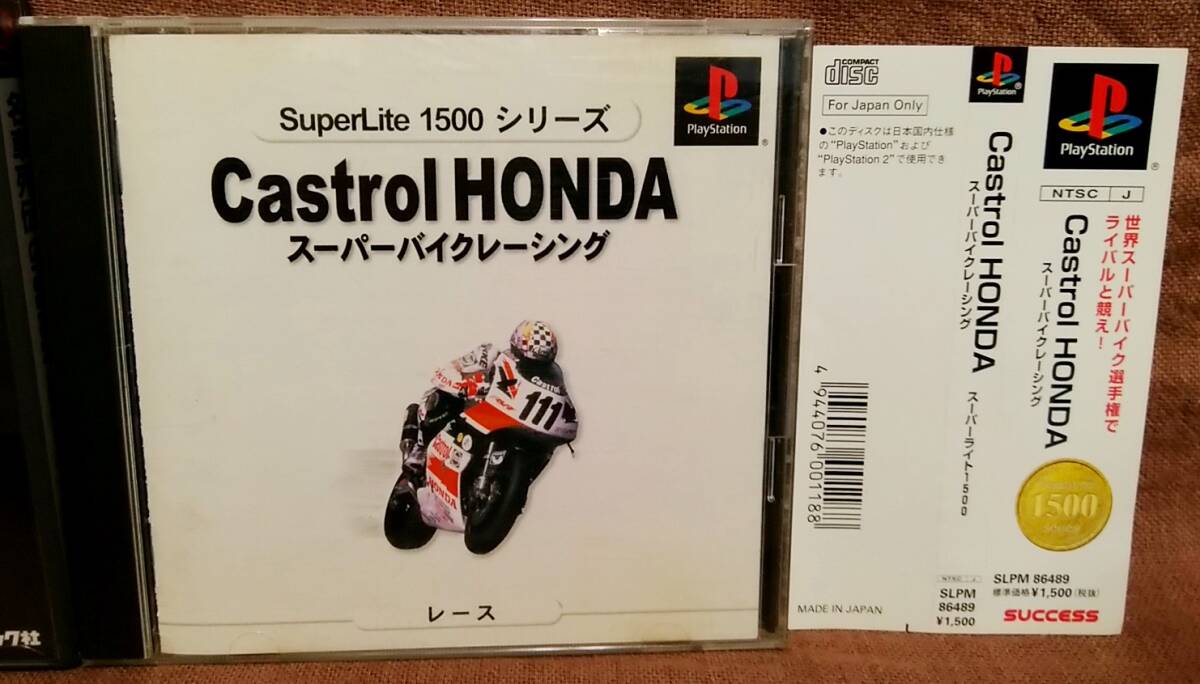 SuperLite 1500 シリーズ
PlayStation
Castrol HONDA
スーパーバイクレーシング
Castrol
111
Castrol
HONDA
レース
ック社
COMPACT
disc
For Japan Only
●このディスクは日本国内仕様
の"PlayStation"および
"PlayStation 2"で使用でき
ます。
4 944076 001188
MADE IN JAPAN
PlayStation
Castrol HONDA
スーパーバイクレーシング
スーパーライト1500
NTSC J
SLPM
86489
¥1,500
PlayStation
NTSC J
世界スーパーバイク選手権で
ライバルと競え!
Castrol HONDA
スーパーバイクレーシング
1500
SLPM 86489
標準価格¥1,500(税抜)
SUCCESS